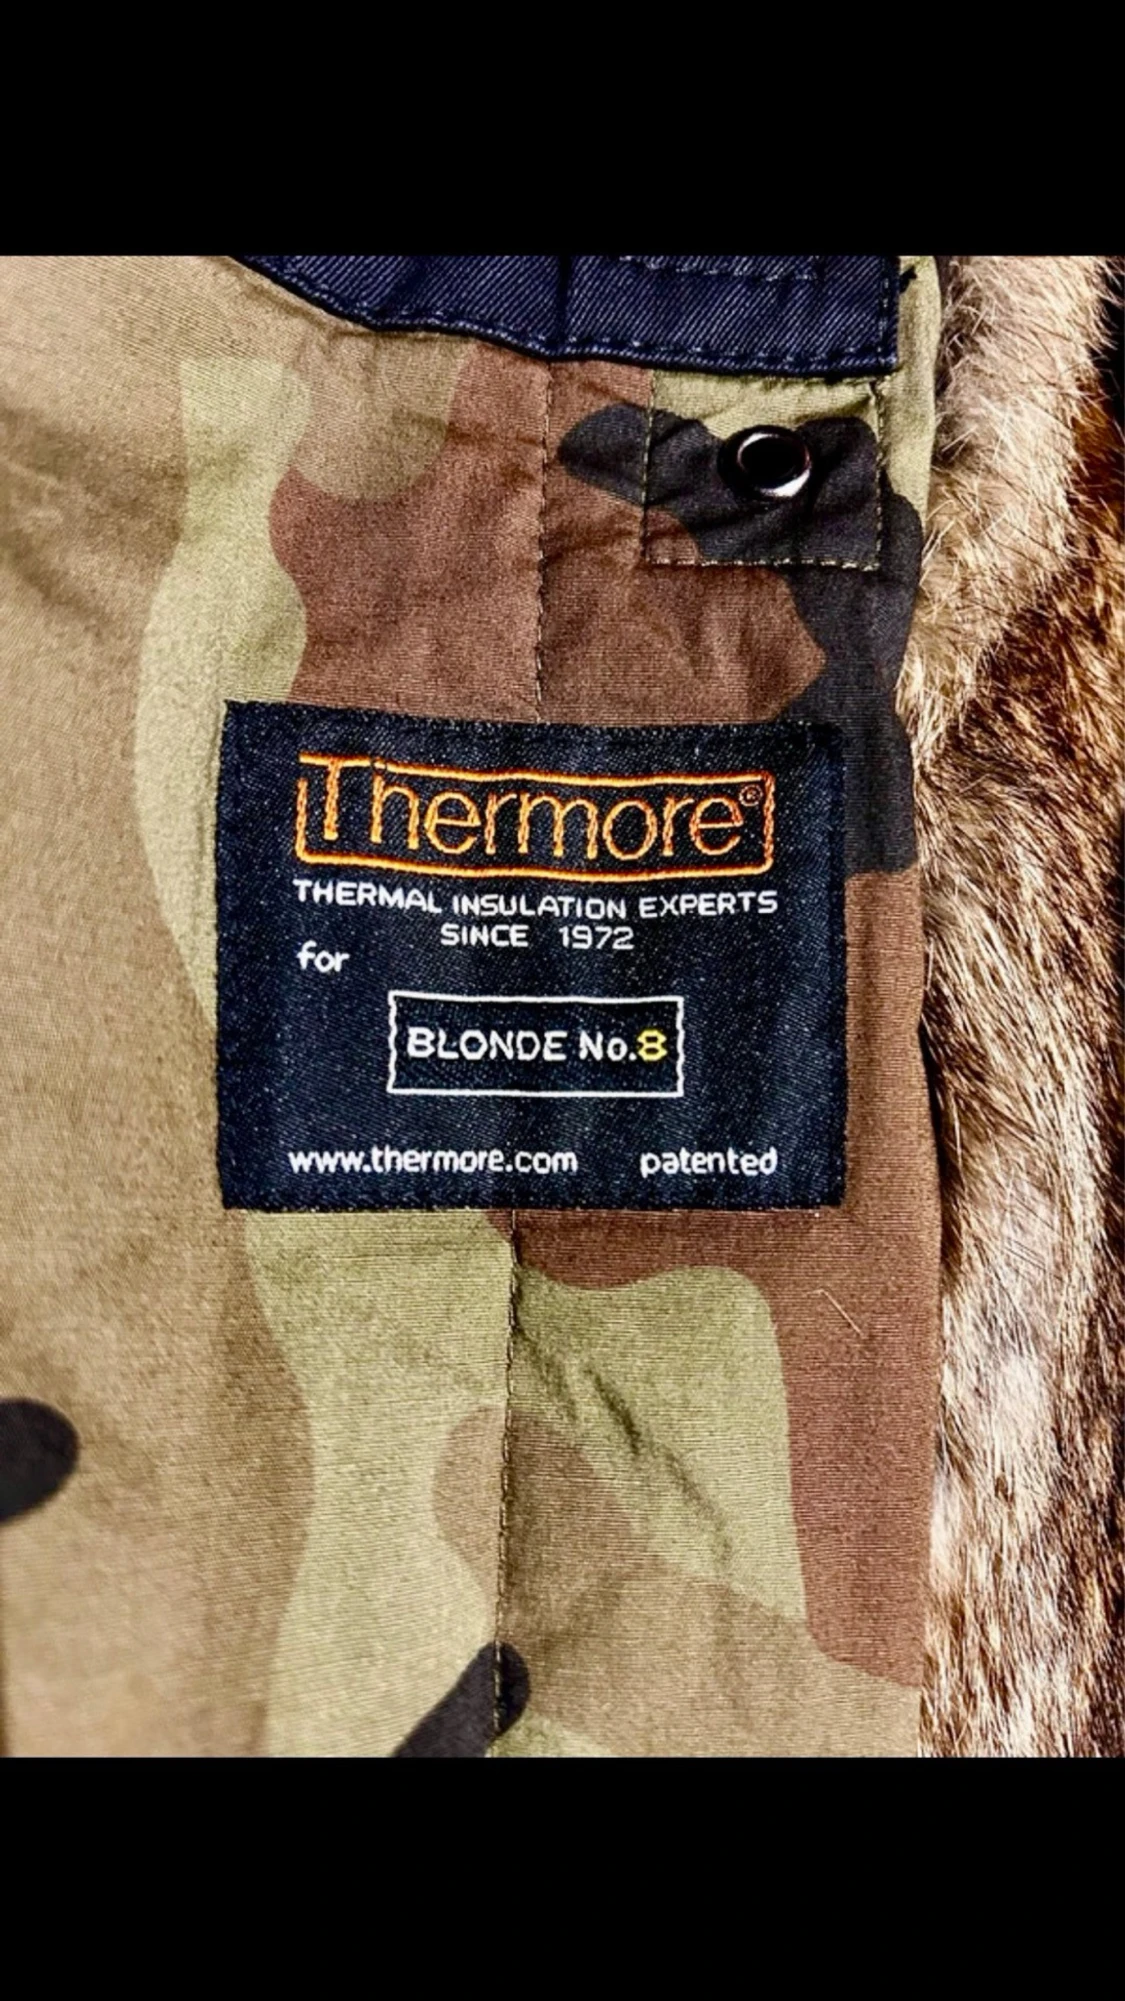 Thermore®
THERMAL INSULATION EXPERTS
SINCE 1972
for
BLONDE No.8
www.thermore.com patented